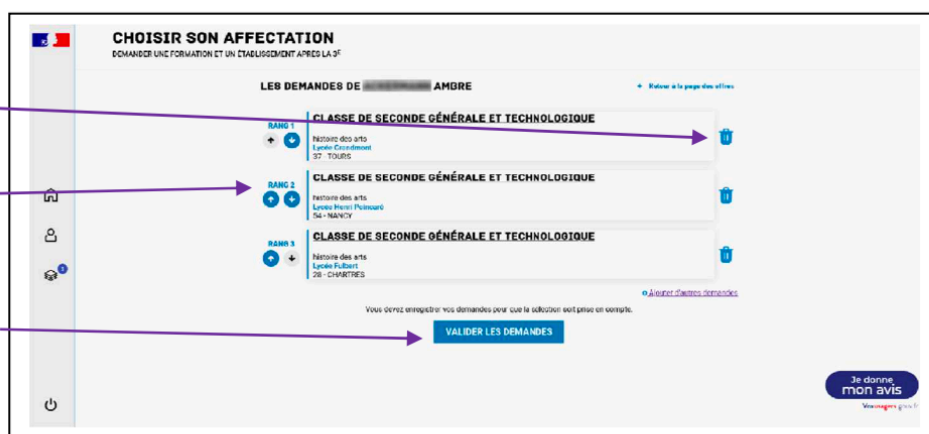 CHOISIR SON AFFECTATION
DEMANDER UNE FORMATION ET UN ÉTABLISSEMENT APRÈS LA 3E
LES DEMANDES DE AMBRE
Retour à la page des offres
RANG 1
CLASSE DE SECONDE GÉNÉRALE ET TECHNOLOGIQUE
histoire des arts
Lycée Grandmont
37 - TOURS
RANG 2
CLASSE DE SECONDE GÉNÉRALE ET TECHNOLOGIQUE
histoire des arts
Lycée Henri Poincaré
54 - NANCY
RANG 3
CLASSE DE SECONDE GÉNÉRALE ET TECHNOLOGIQUE
histoire des arts
Lycée Fulbert
28 - CHARTRES
Ajouter d'autres demandes
Vous devez enregistrer vos demandes pour que la sélection soit prise en compte.
VALIDER LES DEMANDES
Je donne
mon avis